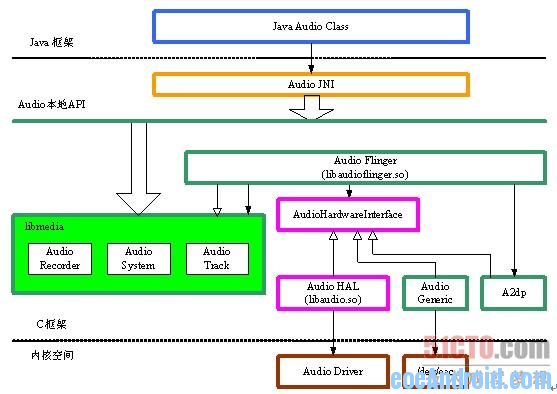 Java Audio Class
Java 框架
Audio JNI
Audio本地API
Audio Flinger
(libaudioflinger.so)
AudioHardwareInterface
libmedia
Audio
Recorder
Audio
System
Audio
Track
Audio HAL
(libaudio.so)
Audio
Generic
A2dp
C框架
内核空间
51CTO.com
Audio Driver
eoeandroid.com